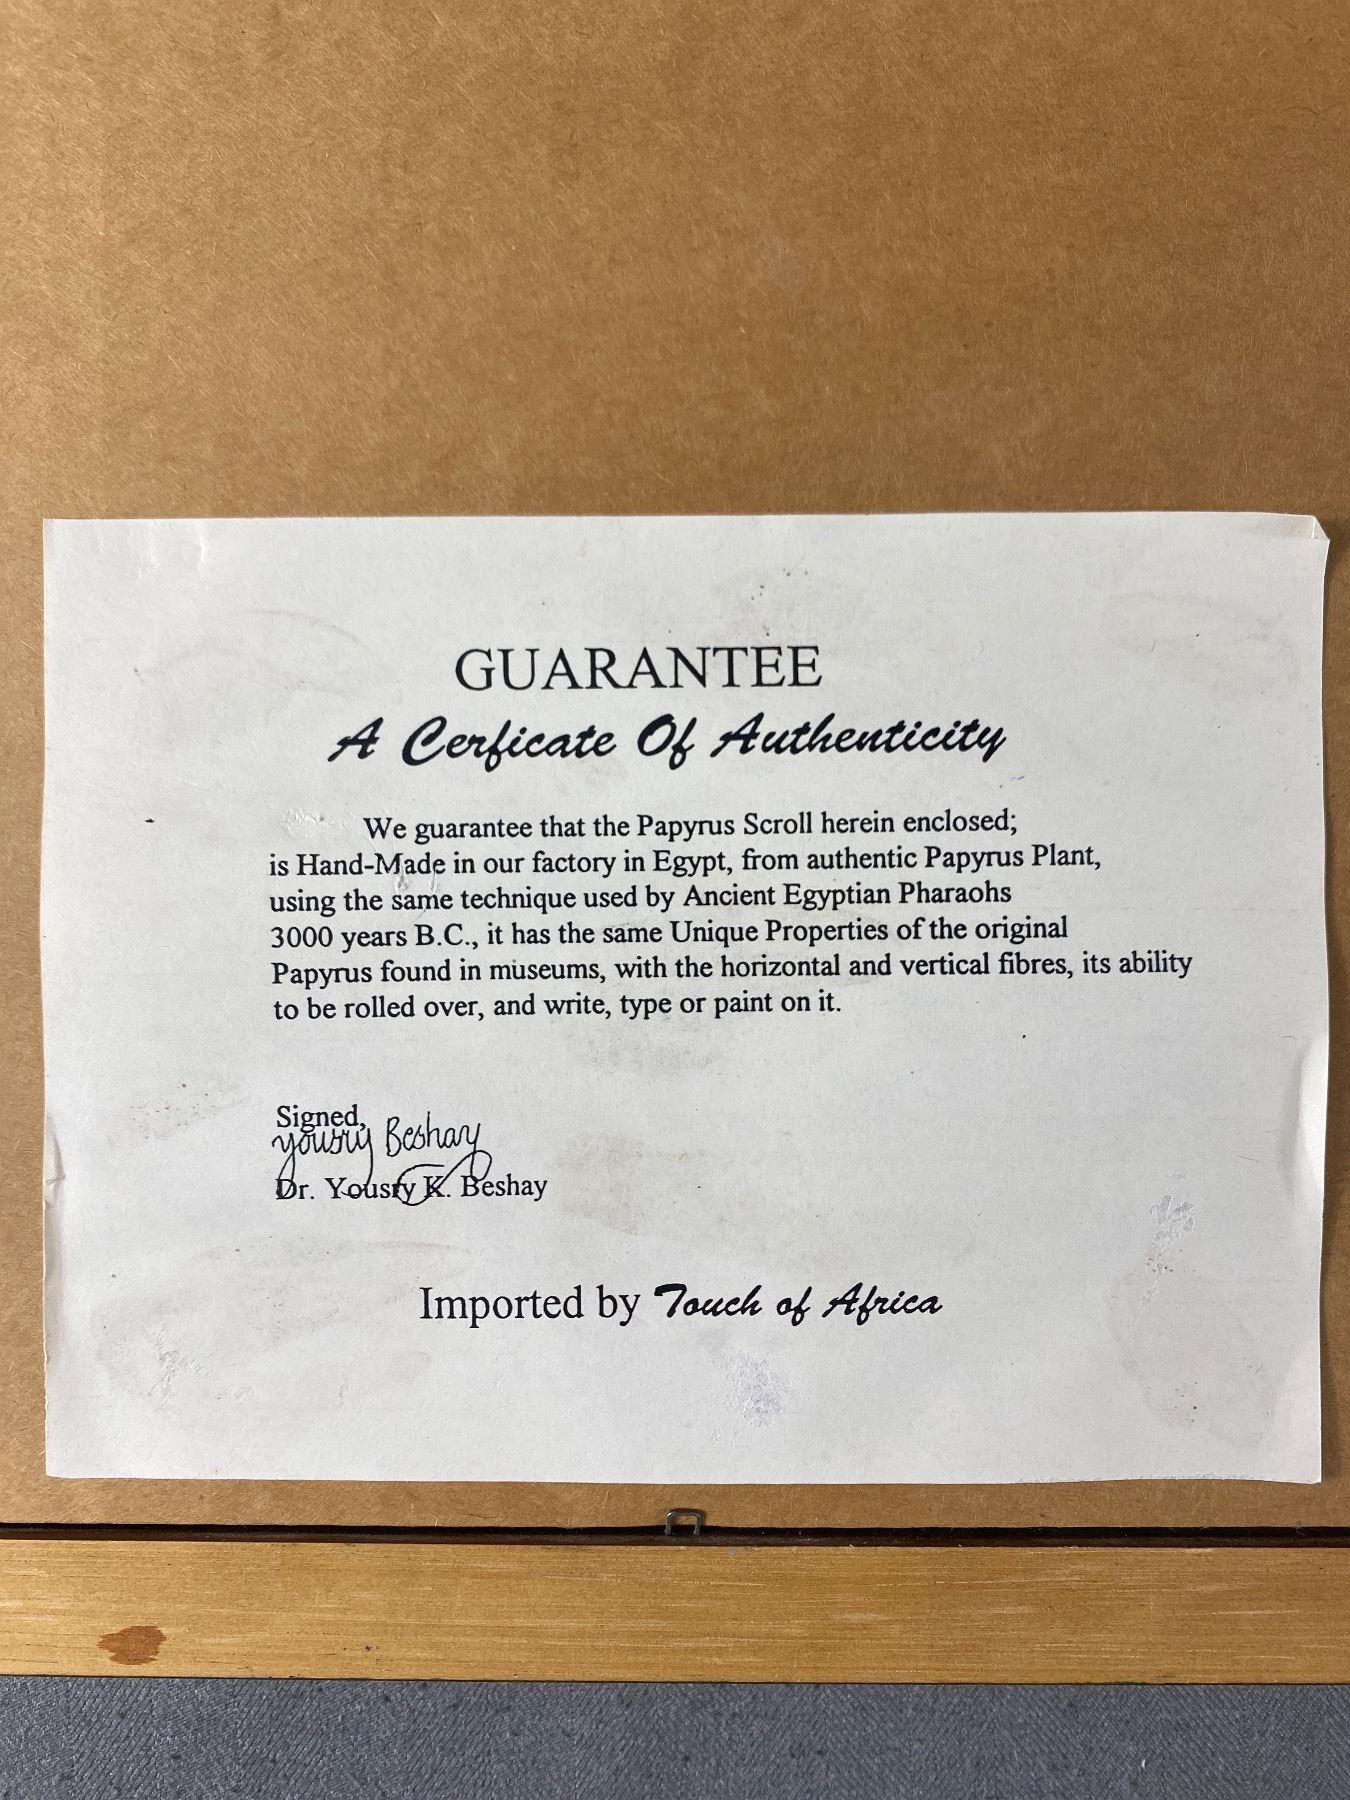 GUARANTEE
A Cerficate Of Authenticity
We guarantee that the Papyrus Scroll herein enclosed;
is Hand-Made in our factory in Egypt, from authentic Papyrus Plant,
using the same technique used by Ancient Egyptian Pharaohs
3000 years B.C., it has the same Unique Properties of the original
Papyrus found in museums, with the horizontal and vertical fibres, its ability
to be rolled over, and write, type or paint on it.
Signed,
Yousry Beshay
Dr. Yousry K. Beshay
Imported by Touch of Africa